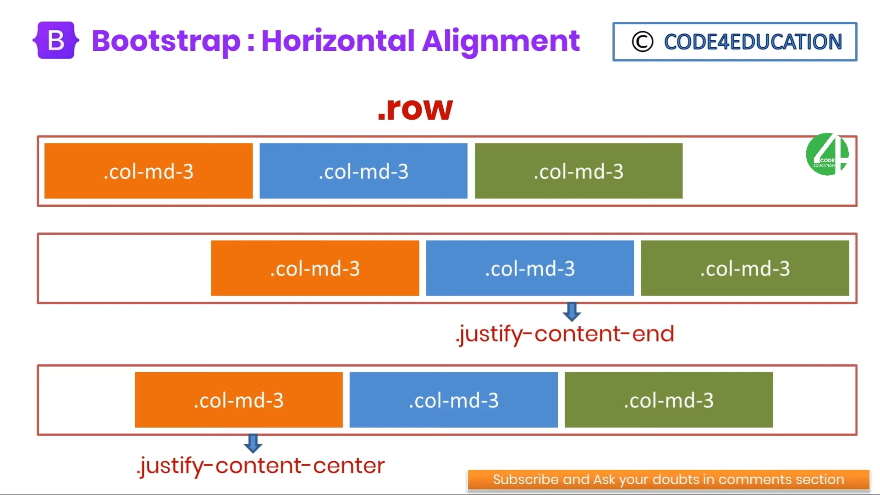 B Bootstrap : Horizontal Alignment
© CODE4EDUCATION
.row
.col-md-3 .col-md-3 .col-md-3
4
CODE
.col-md-3 .col-md-3 .col-md-3
.justify-content-end
.col-md-3 .col-md-3 .col-md-3
.justify-content-center
Subscribe and Ask your doubts in comments section